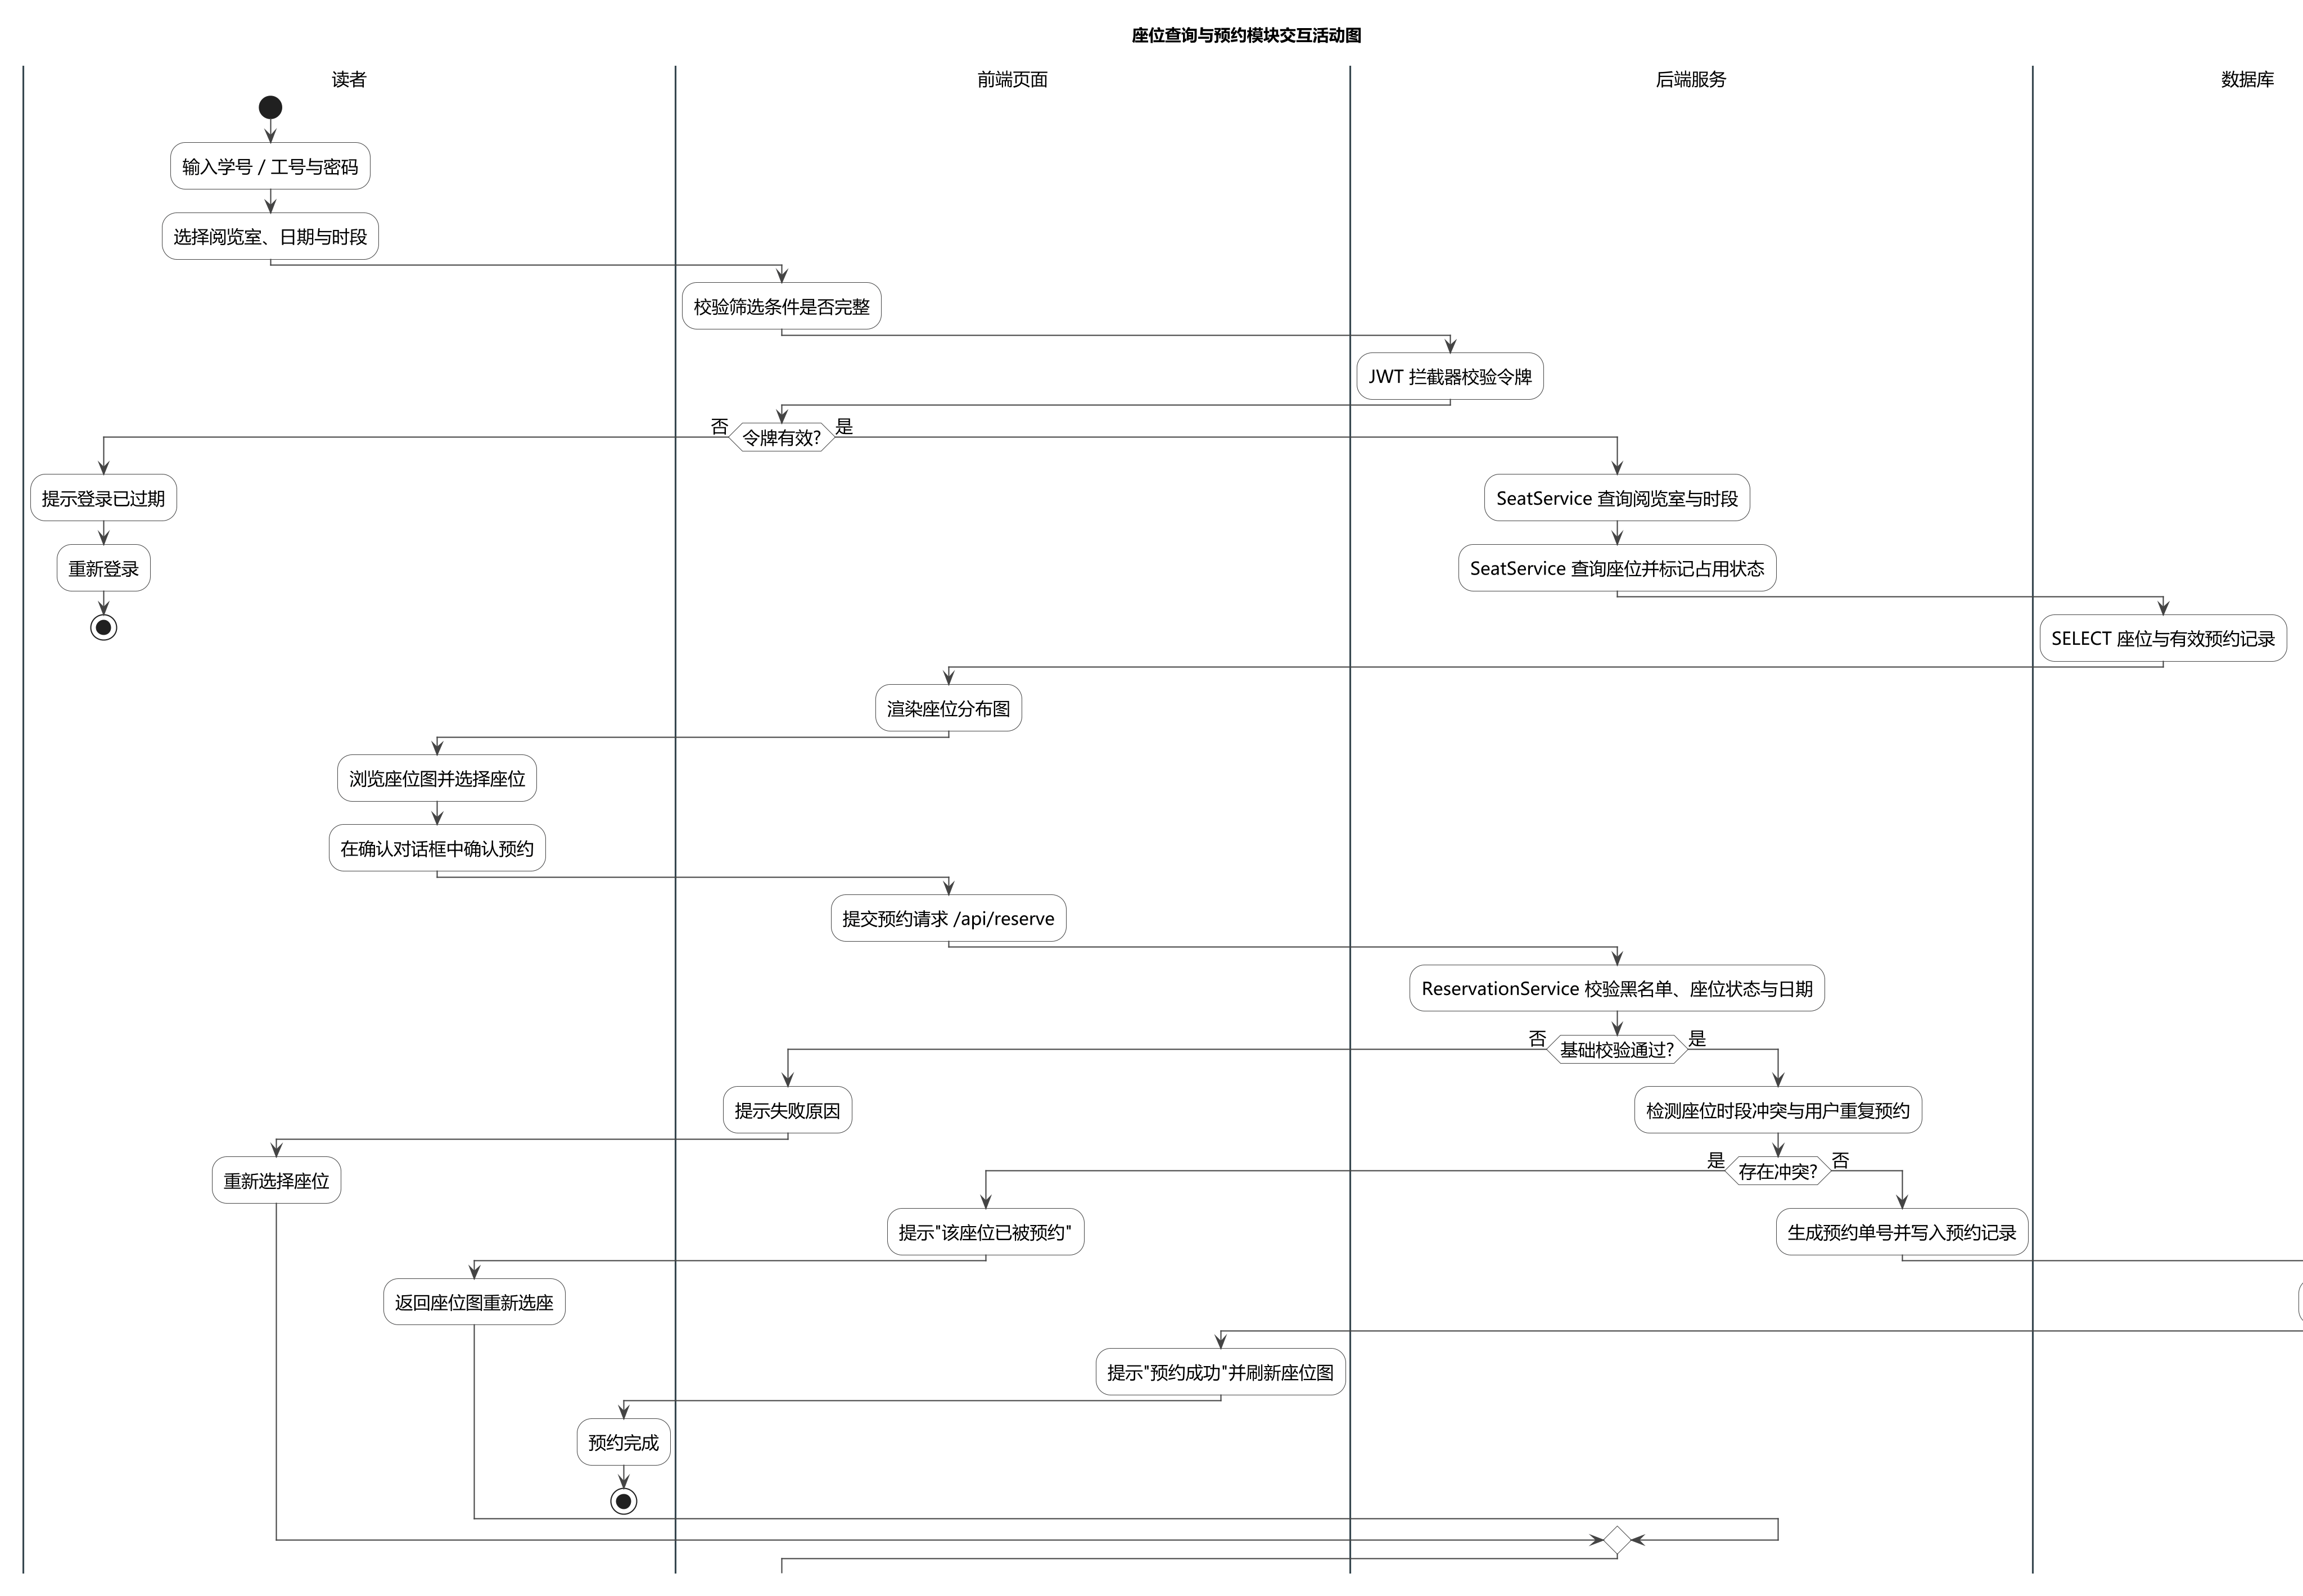 座位查询与预约模块交互活动图
读者
前端页面
后端服务
数据库
输入学号 / 工号与密码
选择阅览室、日期与时段
校验筛选条件是否完整
JWT 拦截器校验令牌
否
令牌有效?
是
提示登录已过期
SeatService 查询阅览室与时段
重新登录
SeatService 查询座位并标记占用状态
SELECT 座位与有效预约记录
渲染座位分布图
浏览座位图并选择座位
在确认对话框中确认预约
提交预约请求 /api/reserve
ReservationService 校验黑名单、座位状态与日期
否
基础校验通过?
是
提示失败原因
检测座位时段冲突与用户重复预约
重新选择座位
是
存在冲突?
否
提示"该座位已被预约"
生成预约单号并写入预约记录
返回座位图重新选座
提示"预约成功"并刷新座位图
预约完成